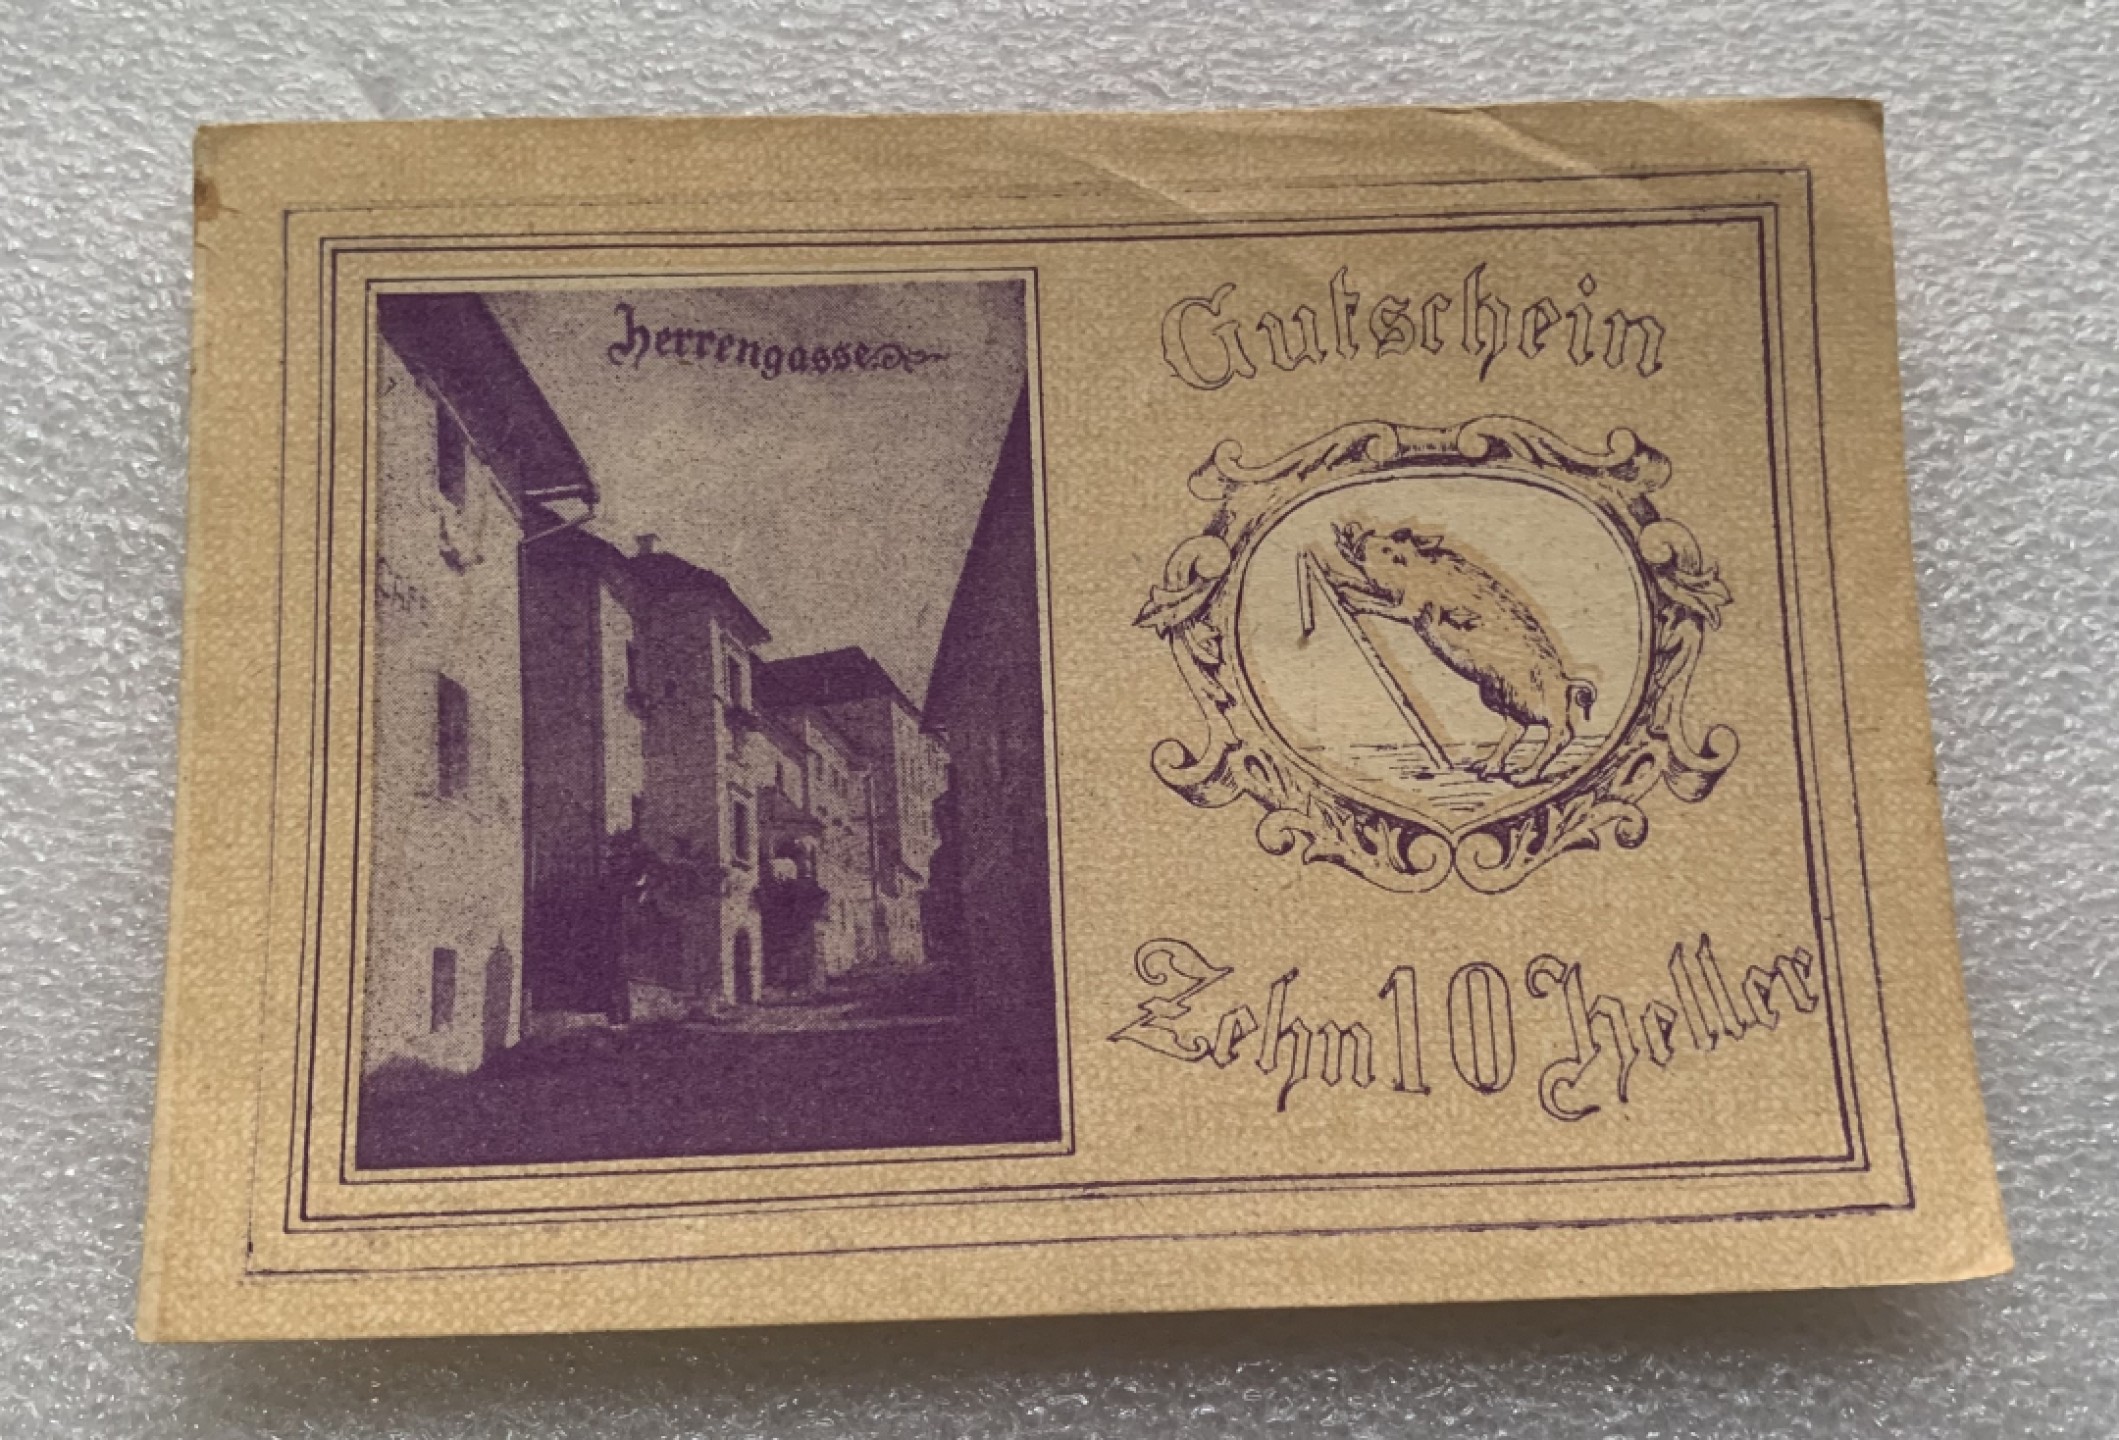 Herrengasse
Gutschein
Zehn 10 Heller